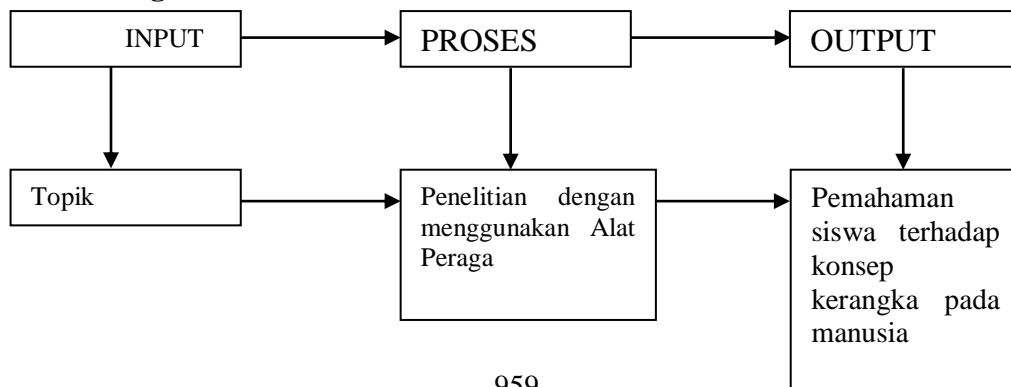 INPUT
PROSES
OUTPUT
Topik
Penelitian dengan
menggunakan Alat
Peraga
Pemahaman
siswa terhadap
konsep
kerangka pada
manusia
959